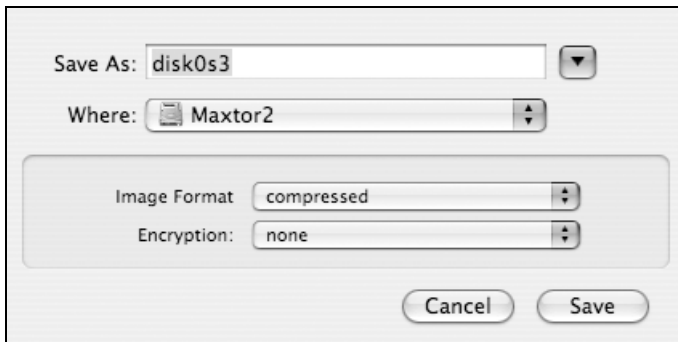 Save As: disk0s3
Where: Maxtor2
Image Format compressed
Encryption: none
Cancel Save